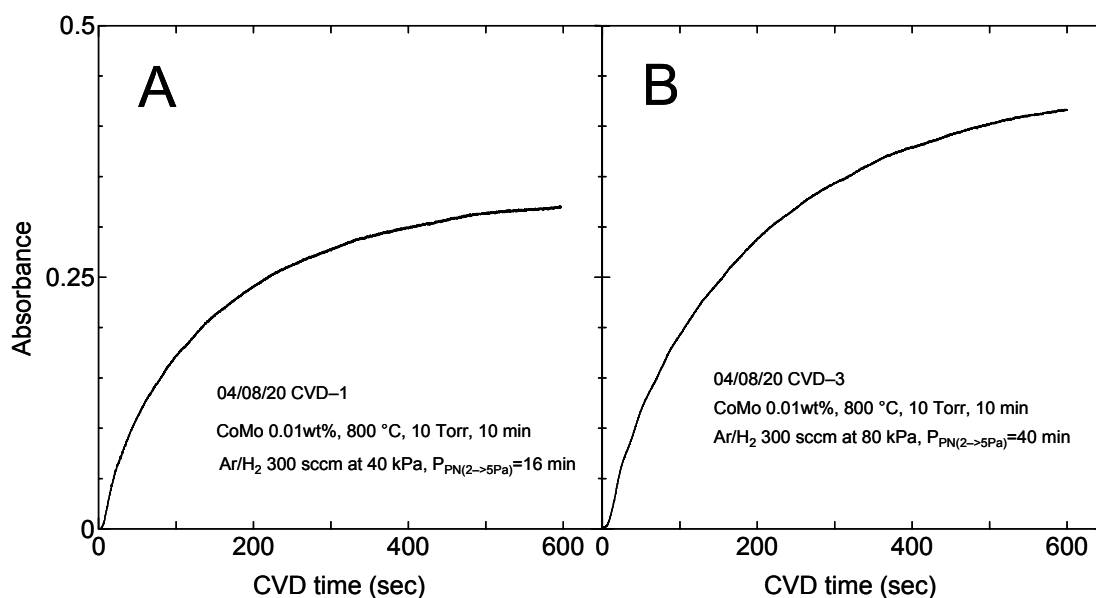 0.5
A
B
Absorbance
0.25
04/08/20 CVD–1
CoMo 0.01wt%, 800 °C, 10 Torr, 10 min
Ar/H₂ 300 sccm at 40 kPa, P_PN(2–>5Pa)=16 min
04/08/20 CVD–3
CoMo 0.01wt%, 800 °C, 10 Torr, 10 min
Ar/H₂ 300 sccm at 80 kPa, P_PN(2–>5Pa)=40 min
0
0 200 400 600
0 200 400 600
CVD time (sec)
CVD time (sec)